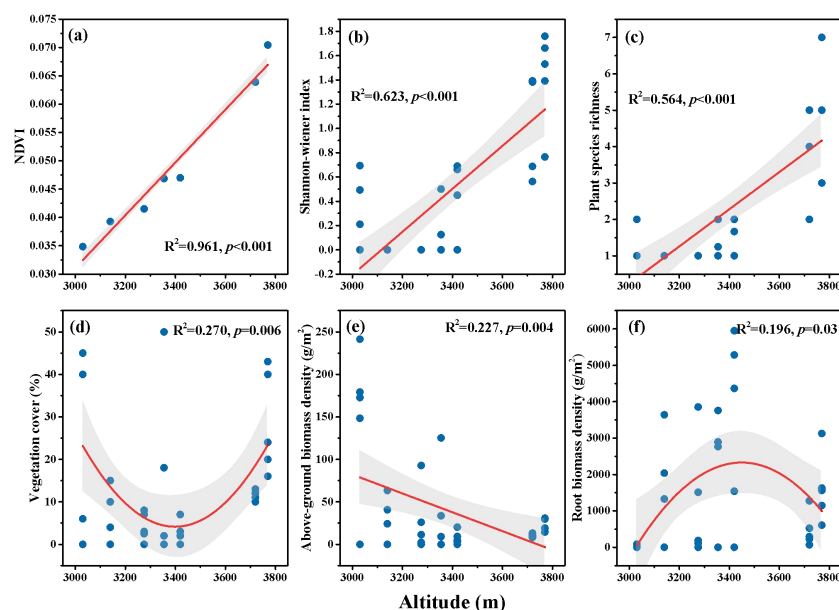 (a)
NDVI
0.075
0.070
0.065
0.060
0.055
0.050
0.045
0.040
0.035
0.030
R²=0.961, p<0.001
3000 3200 3400 3600 3800
(b)
Shannon-wiener index
1.8
1.6
1.4
1.2
1.0
0.8
0.6
0.4
0.2
0.0
-0.2
R²=0.623, p<0.001
3000 3200 3400 3600 3800
(c)
Plant species richness
7
6
5
4
3
2
1
R²=0.564, p<0.001
3000 3200 3400 3600 3800
(d)
Vegetation cover (%)
50
40
30
20
10
0
R²=0.270, p=0.006
3000 3200 3400 3600 3800
(e)
Above-ground biomass density (g/m²)
250
200
150
100
50
0
R²=0.227, p=0.004
3000 3200 3400 3600 3800
(f)
Root biomass density (g/m²)
6000
5000
4000
3000
2000
1000
0
R²=0.196, p=0.03
3000 3200 3400 3600 3800
Altitude (m)